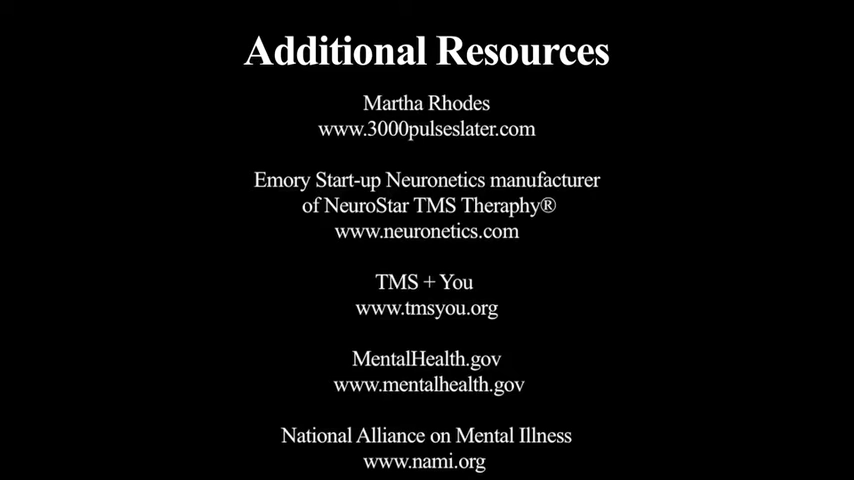 Additional Resources
Martha Rhodes
www.3000pulseslater.com
Emory Start-up Neuronetics manufacturer
of NeuroStar TMS Theraphy®
www.neuronetics.com
TMS + You
www.tmsyou.org
MentalHealth.gov
www.mentalhealth.gov
National Alliance on Mental Illness
www.nami.org